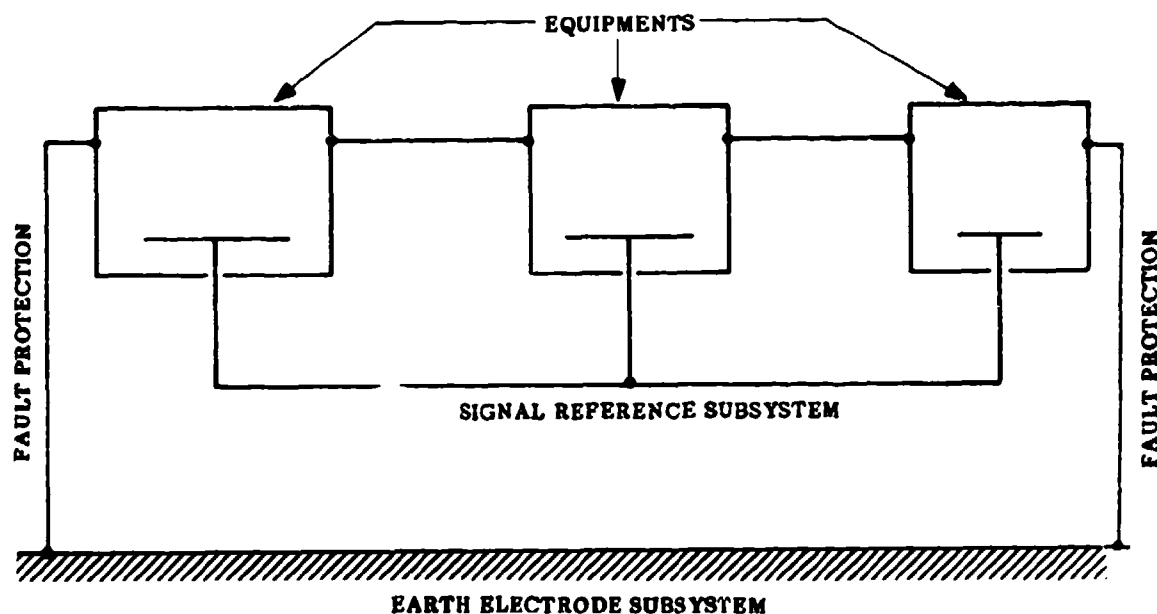 EQUIPMENTS
FAULT PROTECTION
FAULT PROTECTION
SIGNAL REFERENCE SUBSYSTEM
EARTH ELECTRODE SUBSYSTEM